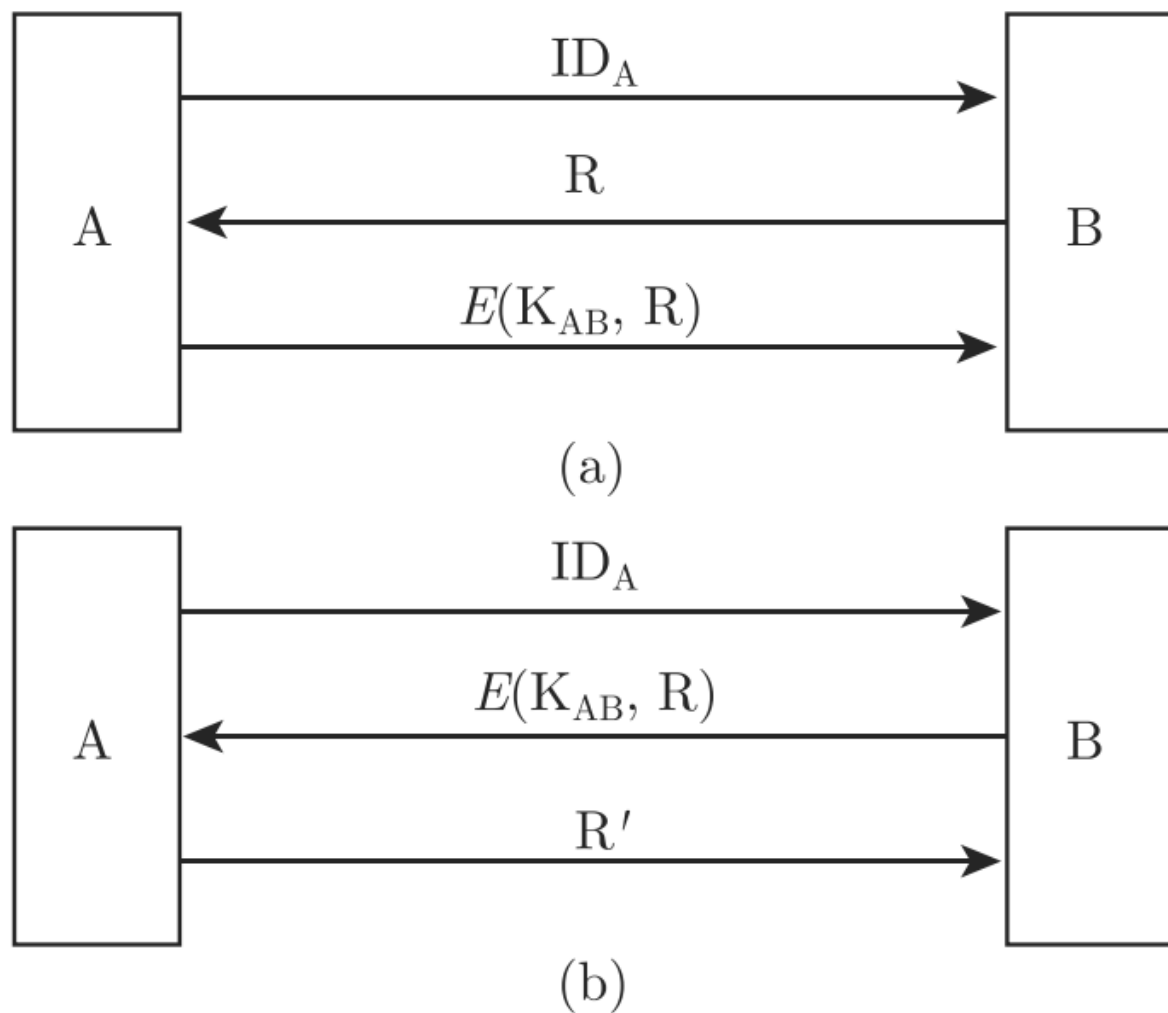 ID_A
R
A
B
E(K_AB, R)
(a)
ID_A
E(K_AB, R)
A
B
R′
(b)